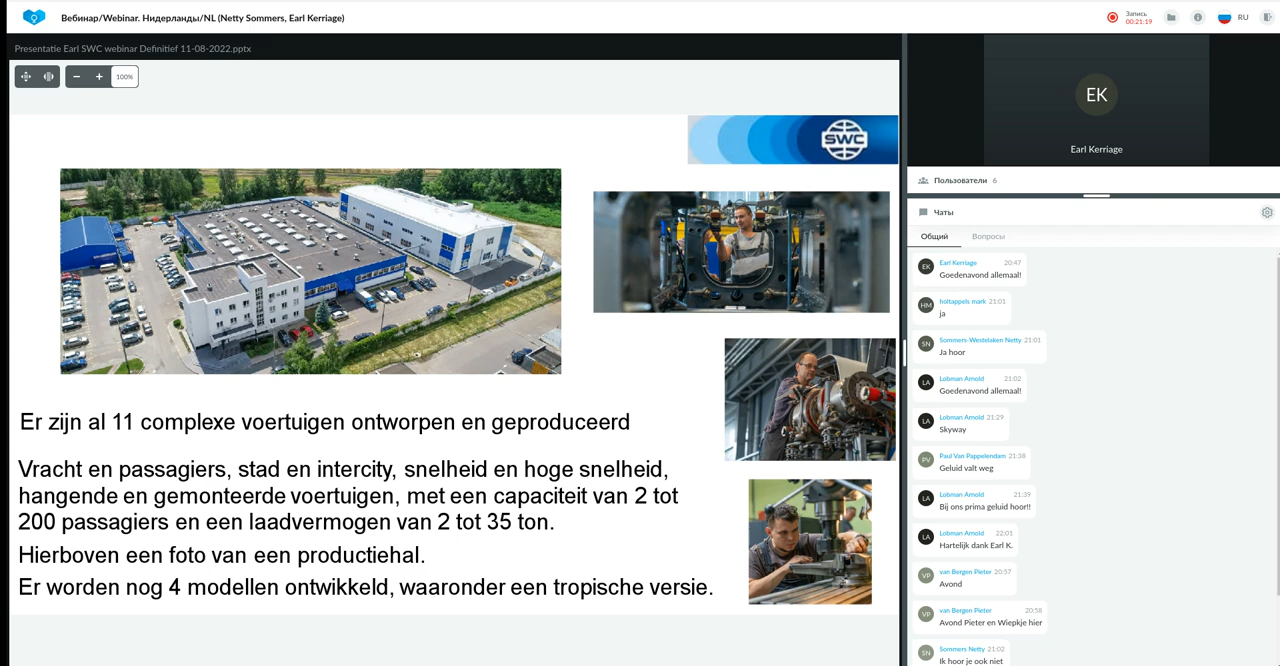 Вебинар/Webinar. Нидерланды/NL (Netty Sommers, Earl Kerriage)
Запись
00:21:19
RU
Presentatie Earl SWC webinar Definitief 11-08-2022.pptx
100%
SWC
Er zijn al 11 complexe voertuigen ontworpen en geproduceerd
Vracht en passagiers, stad en intercity, snelheid en hoge snelheid,
hangende en gemonteerde voertuigen, met een capaciteit van 2 tot
200 passagiers en een laadvermogen van 2 tot 35 ton.
Hierboven een foto van een productiehal.
Er worden nog 4 modellen ontwikkeld, waaronder een tropische versie.
EK
Earl Kerriage
Пользователи 6
Чаты
Общий Вопросы
EK Earl Kerriage 20:47
Goedenavond allemaal!
HM holtappels mark 21:01
ja
SN Sommers-Westelaken Netty 21:01
Ja hoor
LA Lobman Arnold 21:02
Goedenavond allemaal!
LA Lobman Arnold 21:29
Skyway
PV Paul Van Pappelendam 21:38
Geluid valt weg
LA Lobman Arnold 21:39
Bij ons prima geluid hoor!!
LA Lobman Arnold 22:01
Hartelijk dank Earl K.
VP van Bergen Pieter 20:57
Avond
VP van Bergen Pieter 20:58
Avond Pieter en Wiepkje hier
SN Sommers Netty 21:02
Ik hoor je ook niet